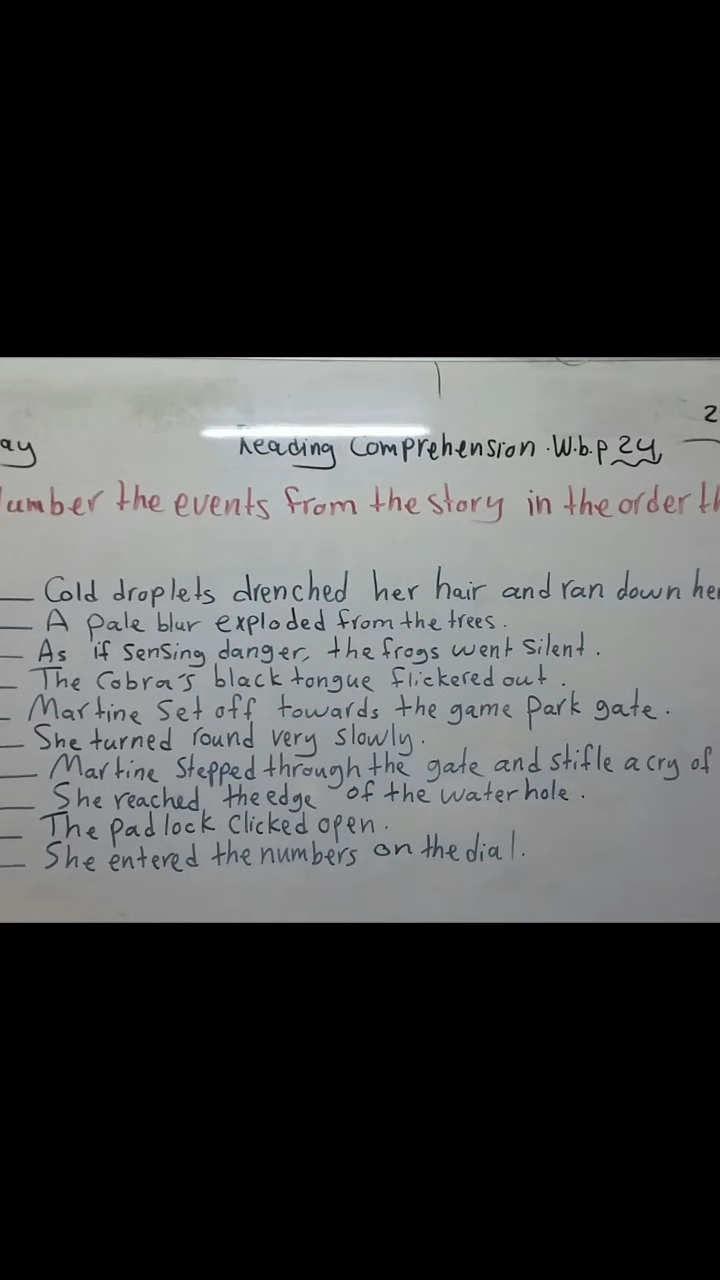 ay
Reading Comprehension. W.b.p 24
2
umber the events from the story in the order th
Cold droplets drenched her hair and ran down her
A pale blur exploded from the trees.
As if sensing danger, the frogs went silent.
The Cobra's black tongue flickered out.
Martine Set off towards the game park gate.
She turned round very slowly.
Martine Stepped through the gate and stifle a cry of
She reached the edge of the water hole.
The padlock Clicked open.
She entered the numbers on the dial.